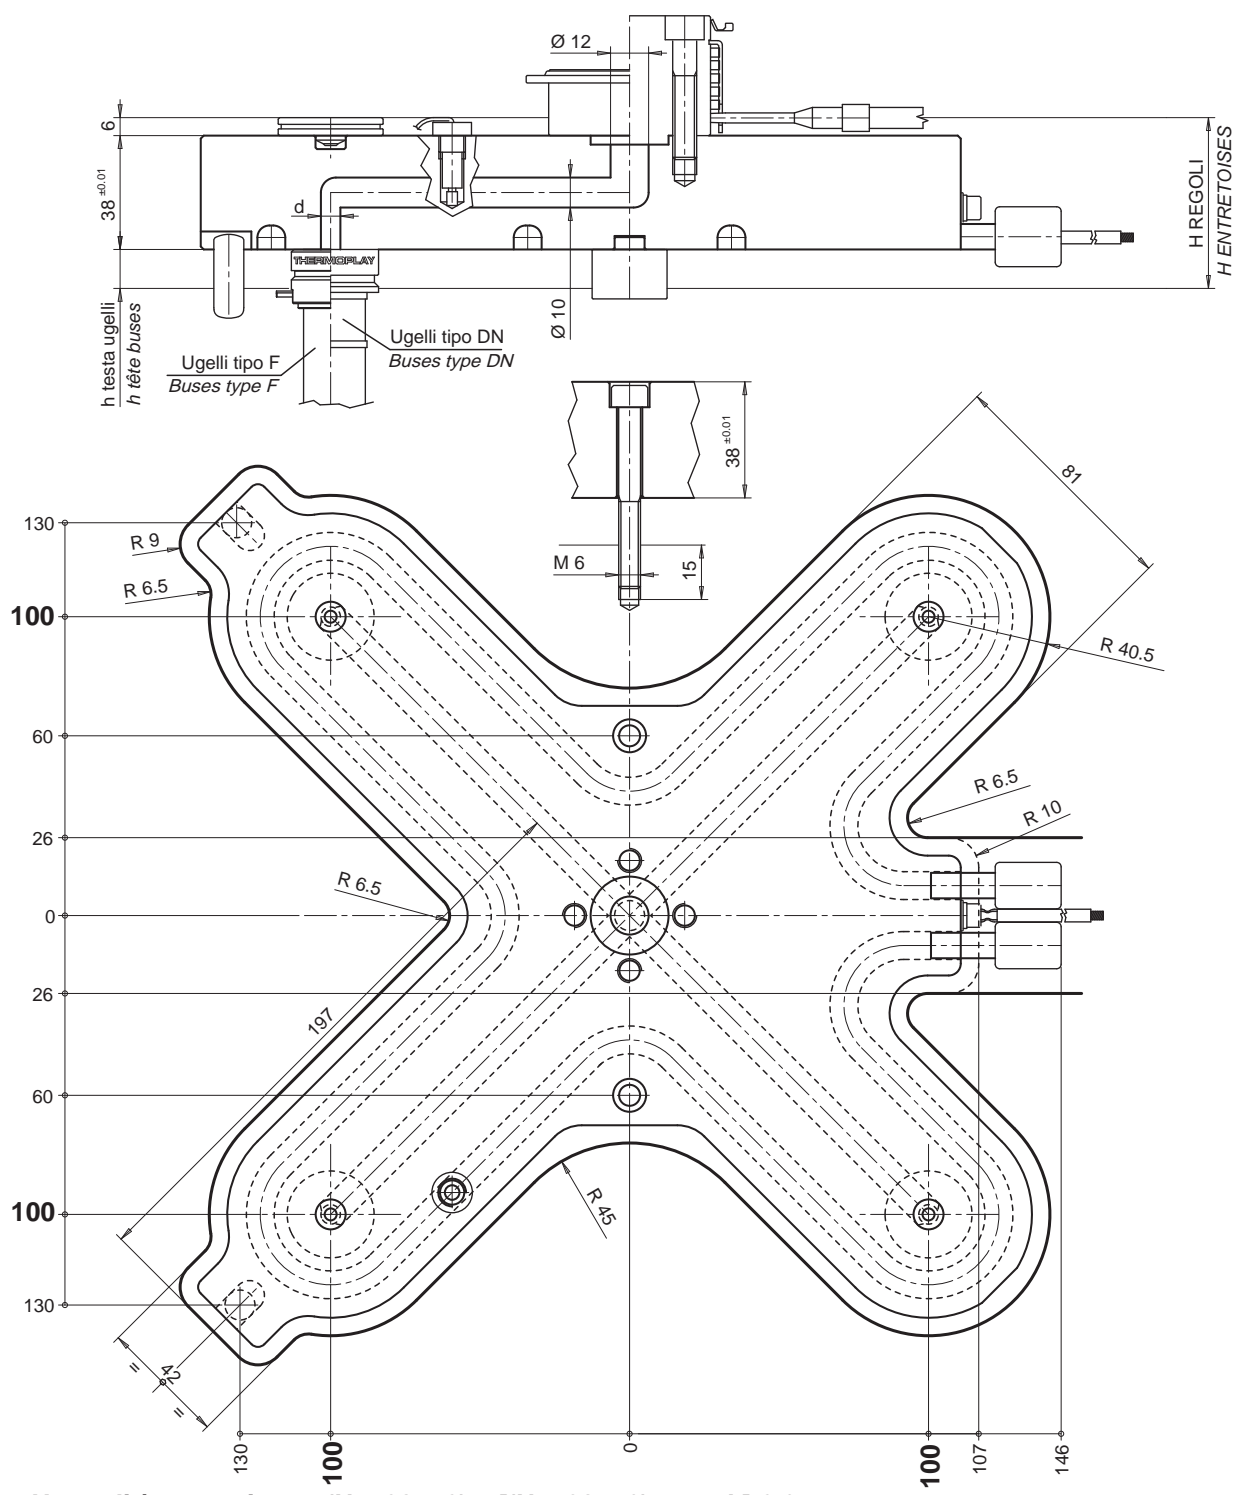 Ø 12
6
38 ±0.01
d
THERMOPLAY
Ø 10
H REGOLI
H ENTRETOISES
h testa ugelli
h tête buses
Ugelli tipo F
Buses type F
Ugelli tipo DN
Buses type DN
38 ±0.01
M 6
15
81
130
R 9
R 6.5
100
R 40.5
60
R 6.5
R 10
26
R 6.5
0
26
197
60
100
R 45
130
=
42
=
130
100
0
100
107
146